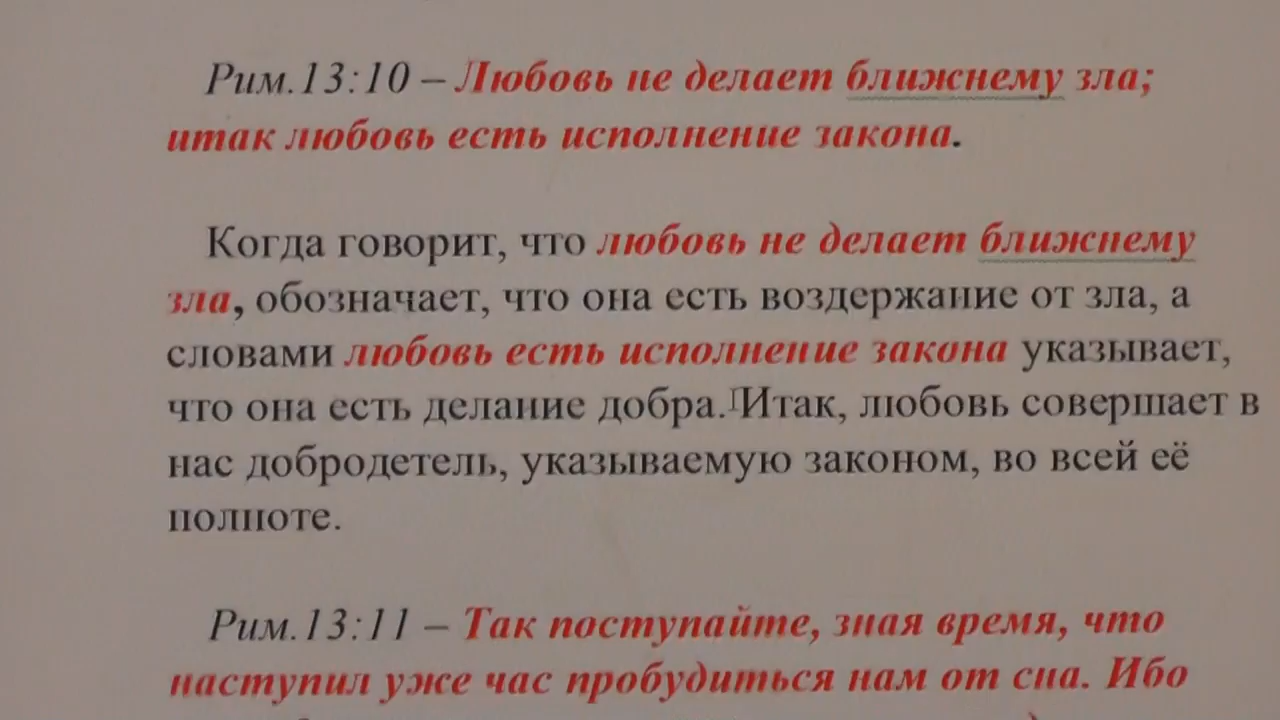 Рим.13:10 – Любовь не делает ближнему зла;
итак любовь есть исполнение закона.
Когда говорит, что любовь не делает ближнему
зла, обозначает, что она есть воздержание от зла, а
словами любовь есть исполнение закона указывает,
что она есть делание добра. Итак, любовь совершает в
нас добродетель, указываемую законом, во всей её
полноте.
Рим.13:11 – Так поступайте, зная время, что
наступил уже час пробудиться нам от сна. Ибо